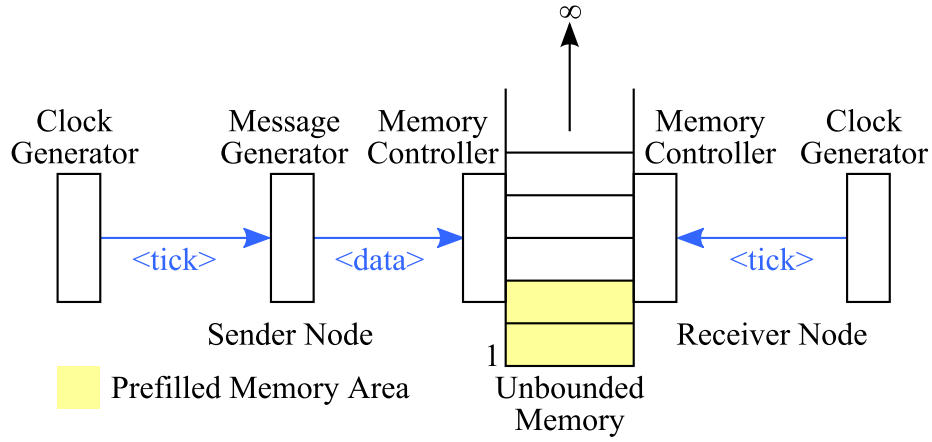 ∞
Clock
Generator
Message
Generator
Memory
Controller
Memory
Controller
Clock
Generator
<tick>
<data>
<tick>
Sender Node
Receiver Node
1
Prefilled Memory Area
Unbounded
Memory